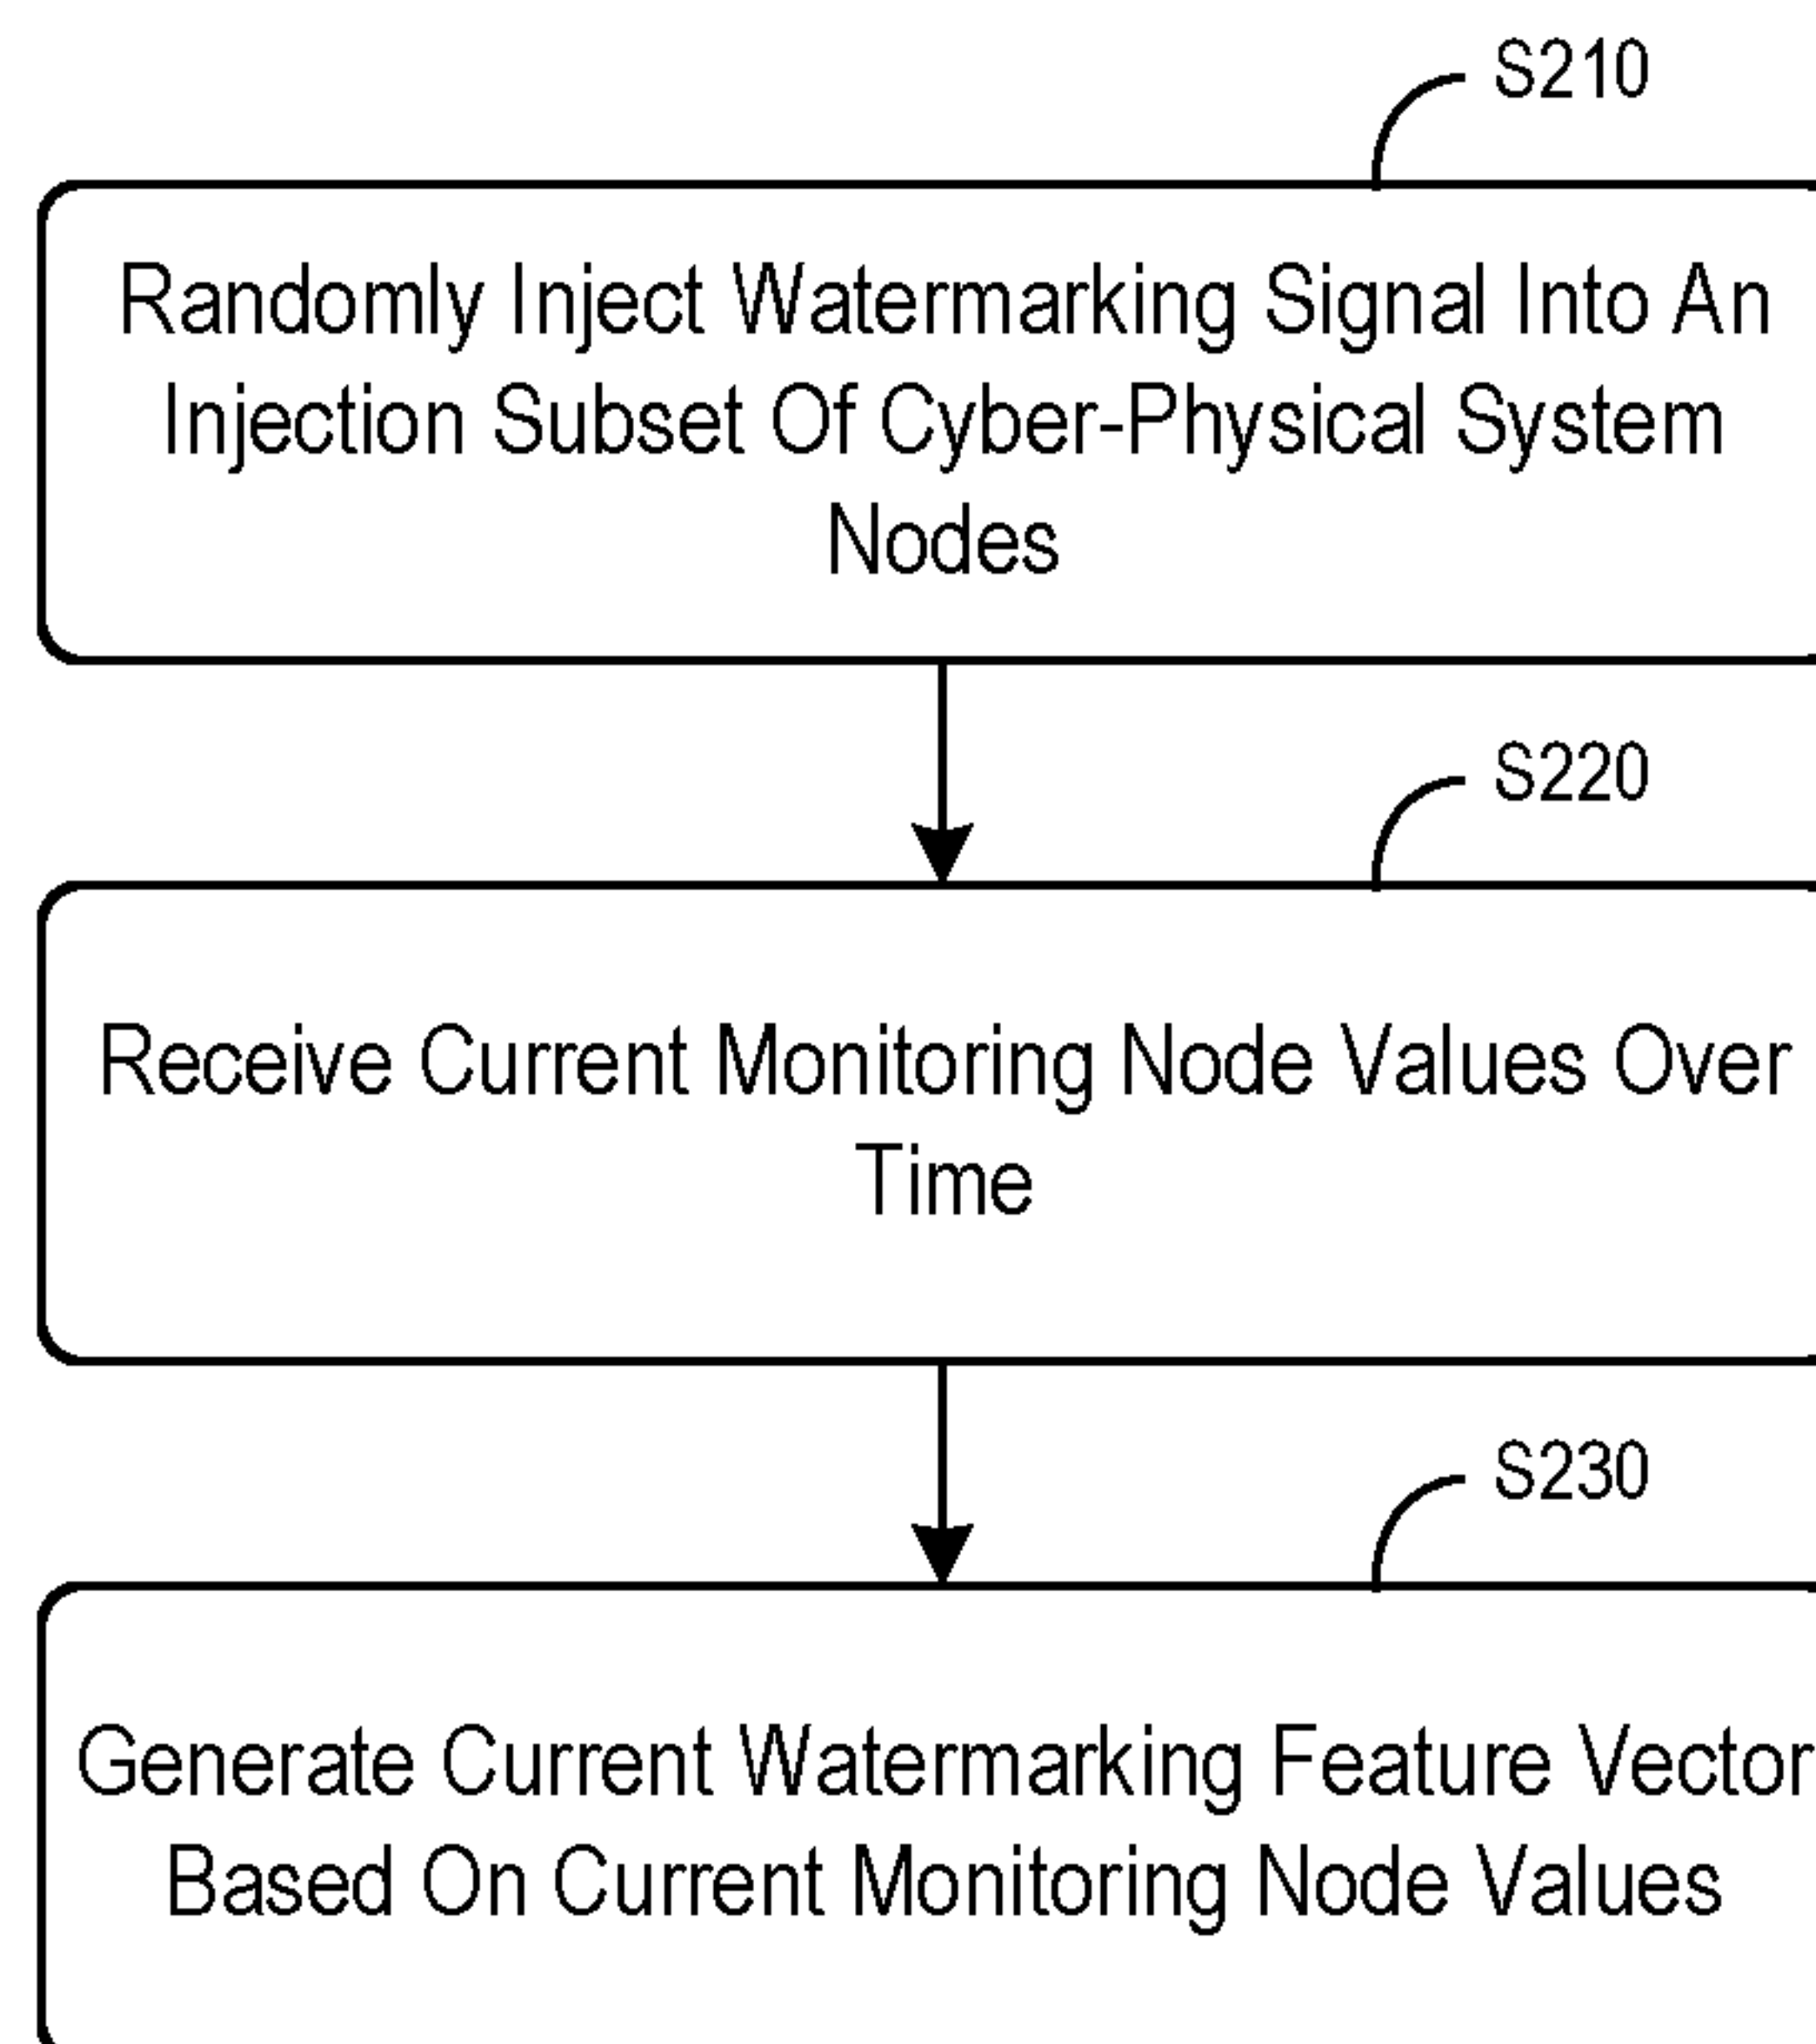 S210
Randomly Inject Watermarking Signal Into An
Injection Subset Of Cyber-Physical System
Nodes
S220
Receive Current Monitoring Node Values Over
Time
S230
Generate Current Watermarking Feature Vector
Based On Current Monitoring Node Values